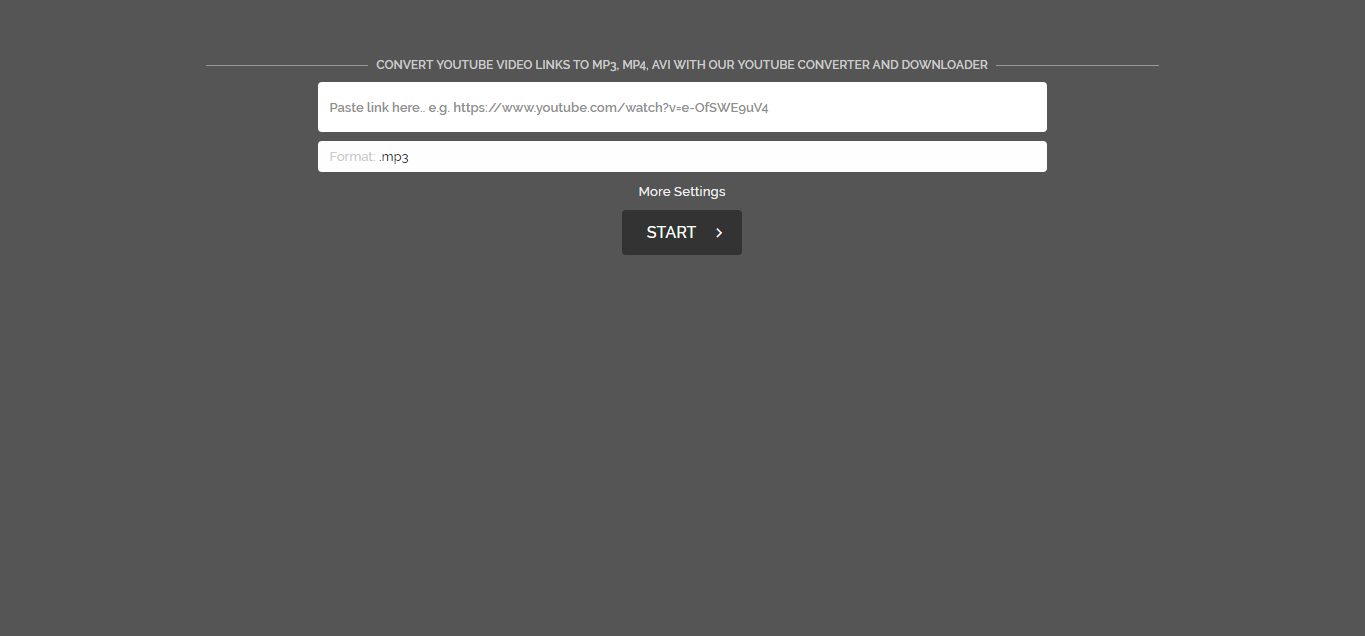 CONVERT YOUTUBE VIDEO LINKS TO MP3, MP4, AVI WITH OUR YOUTUBE CONVERTER AND DOWNLOADER
Paste link here.. e.g. https://www.youtube.com/watch?v=e-OfSWE9uV4
Format: .mp3
More Settings
START